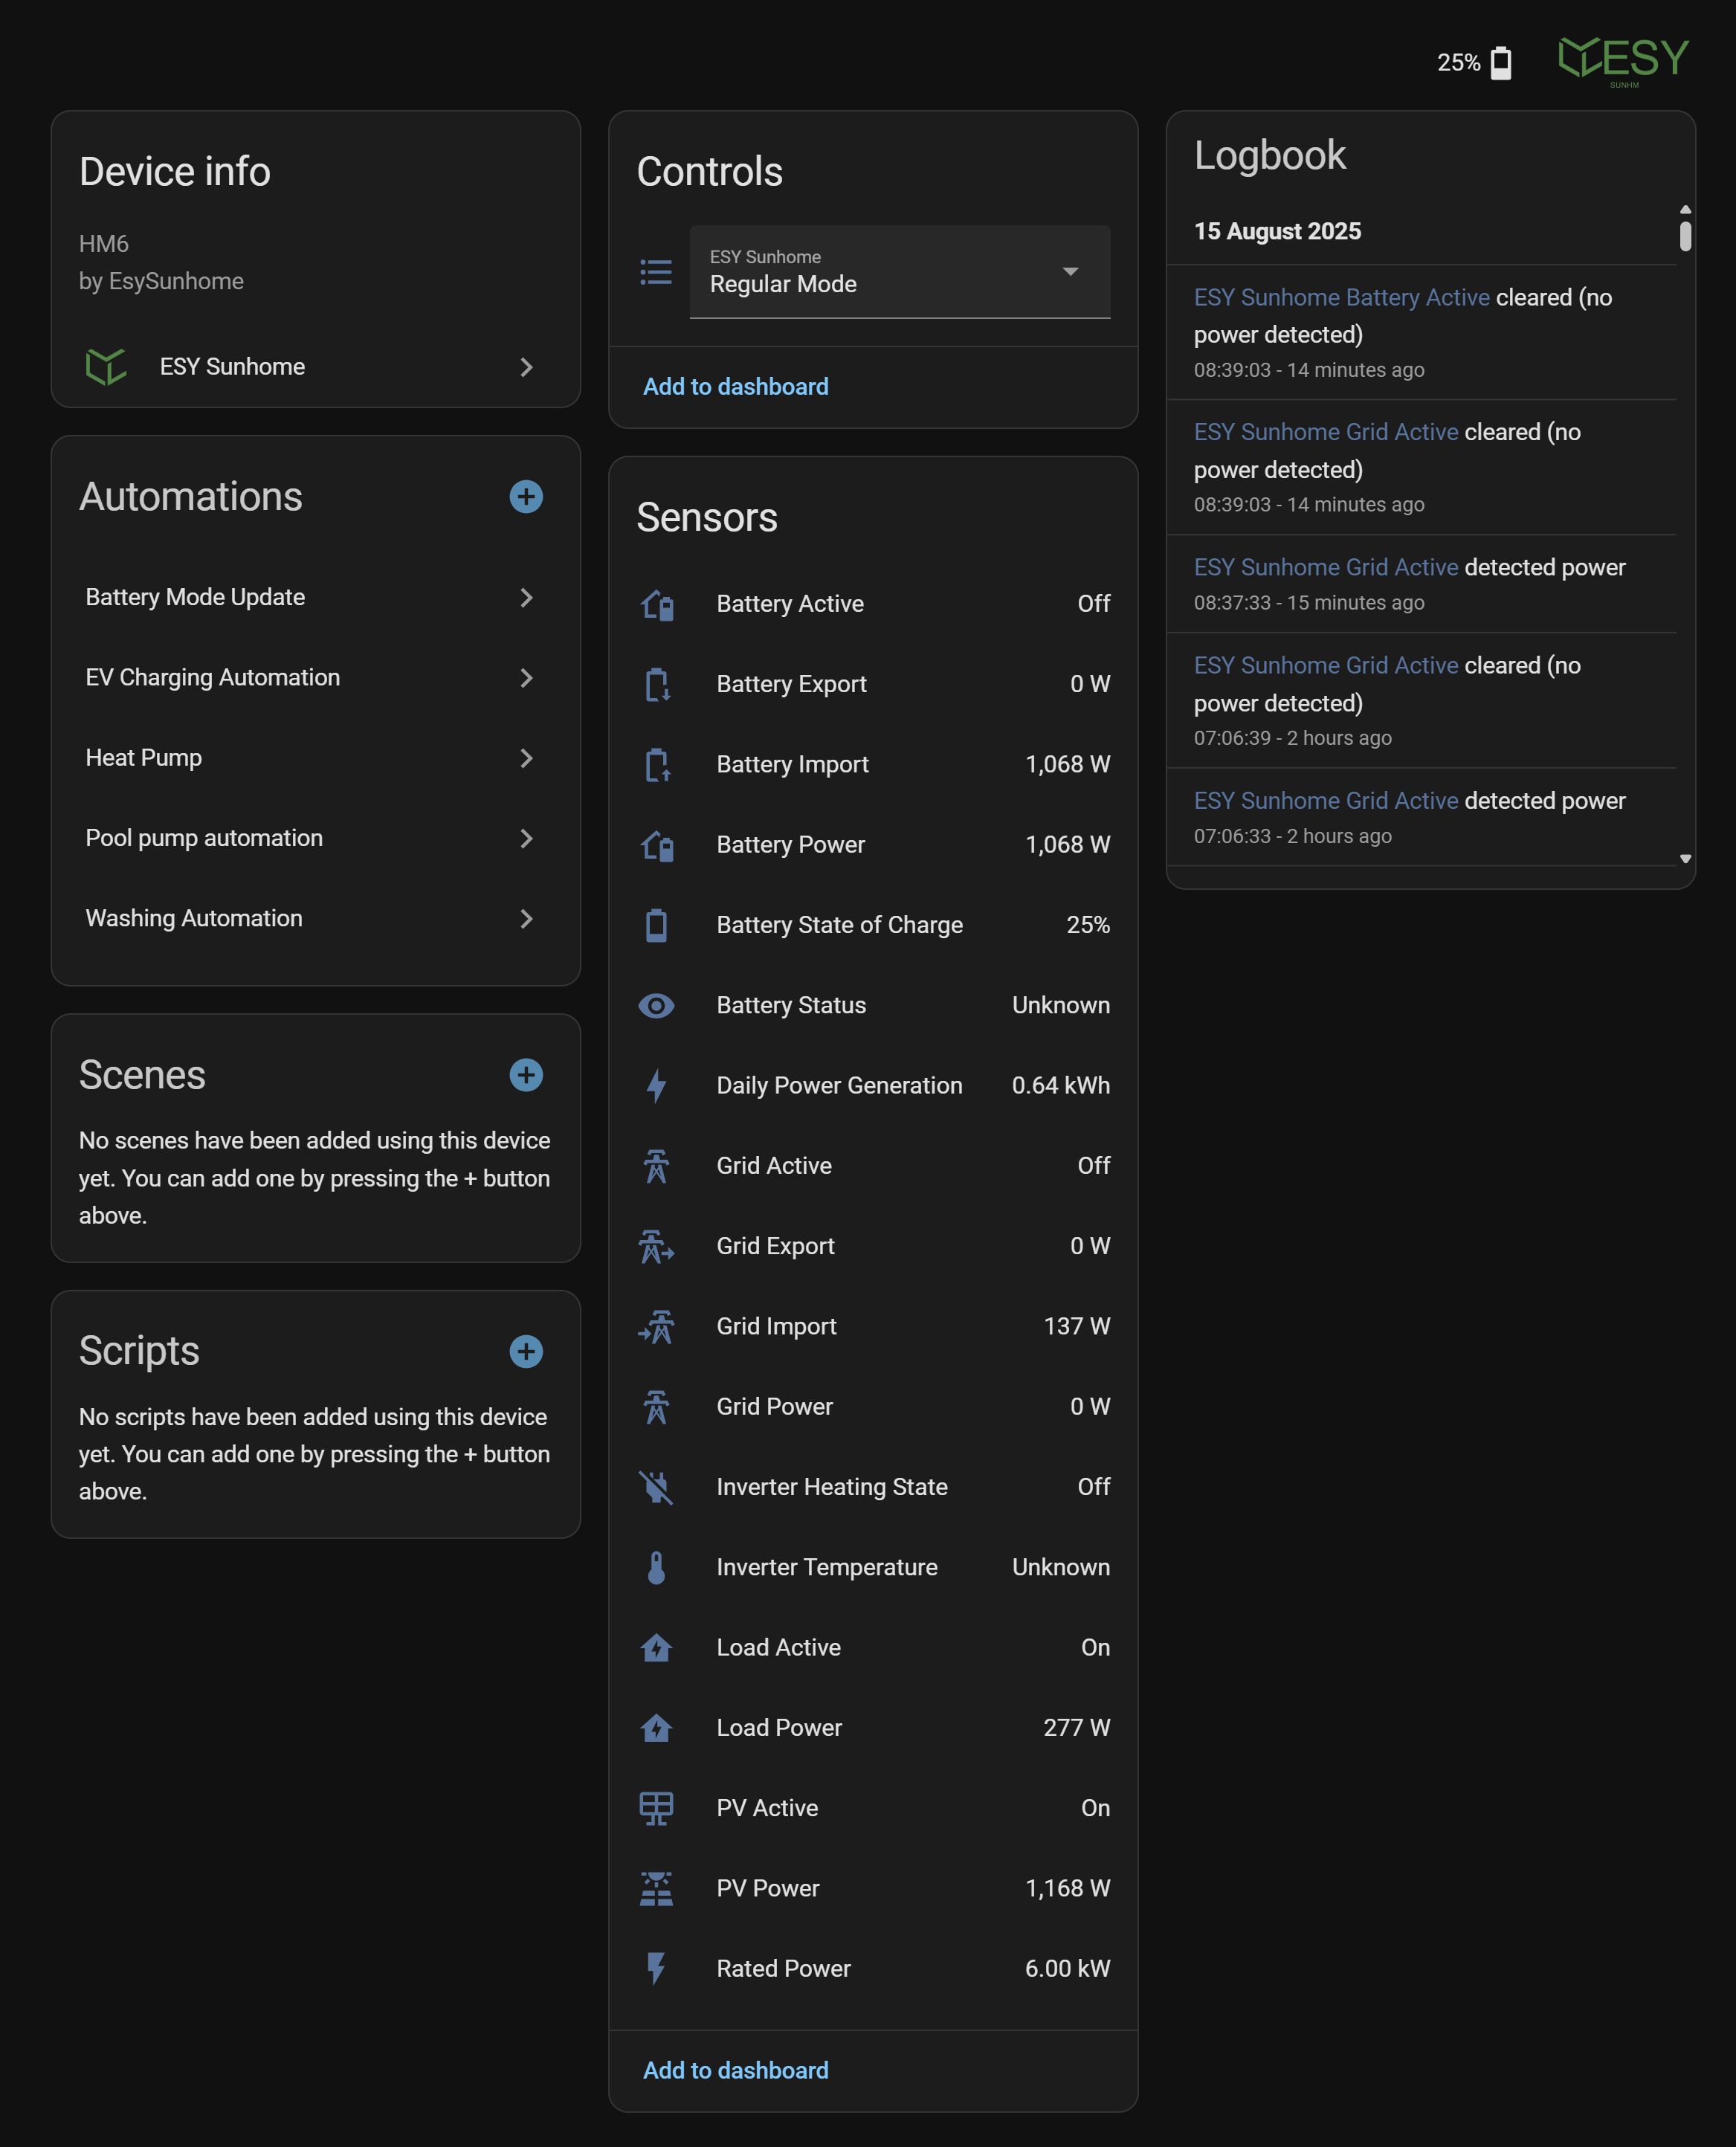 25%
ESY
SUNHM
Device info
HM6
by EsySunhome
ESY Sunhome
Automations
Battery Mode Update
EV Charging Automation
Heat Pump
Pool pump automation
Washing Automation
Scenes
No scenes have been added using this device
yet. You can add one by pressing the + button
above.
Scripts
No scripts have been added using this device
yet. You can add one by pressing the + button
above.
Controls
ESY Sunhome
Regular Mode
Add to dashboard
Sensors
Battery Active Off
Battery Export 0 W
Battery Import 1,068 W
Battery Power 1,068 W
Battery State of Charge 25%
Battery Status Unknown
Daily Power Generation 0.64 kWh
Grid Active Off
Grid Export 0 W
Grid Import 137 W
Grid Power 0 W
Inverter Heating State Off
Inverter Temperature Unknown
Load Active On
Load Power 277 W
PV Active On
PV Power 1,168 W
Rated Power 6.00 kW
Add to dashboard
Logbook
15 August 2025
ESY Sunhome Battery Active cleared (no
power detected)
08:39:03 - 14 minutes ago
ESY Sunhome Grid Active cleared (no
power detected)
08:39:03 - 14 minutes ago
ESY Sunhome Grid Active detected power
08:37:33 - 15 minutes ago
ESY Sunhome Grid Active cleared (no
power detected)
07:06:39 - 2 hours ago
ESY Sunhome Grid Active detected power
07:06:33 - 2 hours ago